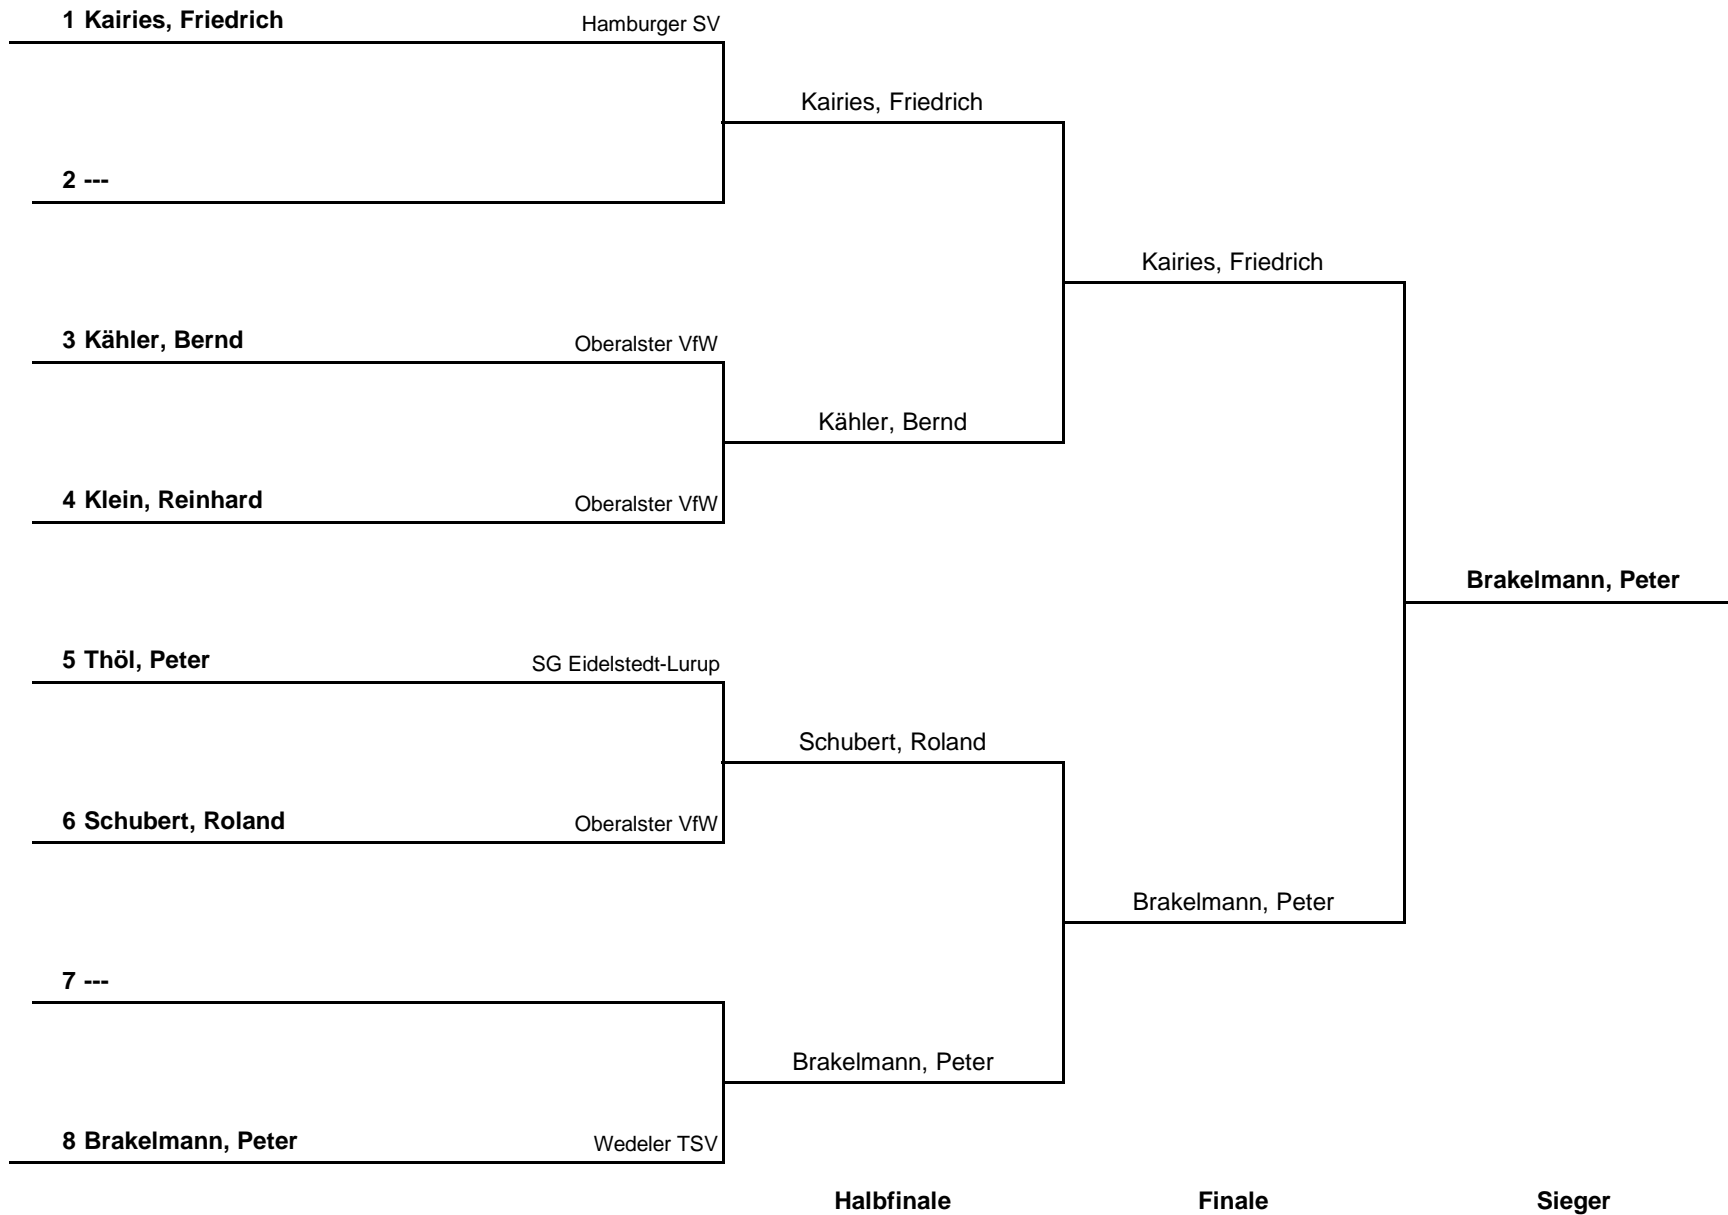 1 Kairies, Friedrich Hamburger SV
Kairies, Friedrich
2 ---
Kairies, Friedrich
3 Kähler, Bernd Oberalster VfW
Kähler, Bernd
4 Klein, Reinhard Oberalster VfW
Brakelmann, Peter
5 Thöl, Peter SG Eidelstedt-Lurup
Schubert, Roland
6 Schubert, Roland Oberalster VfW
Brakelmann, Peter
7 ---
Brakelmann, Peter
8 Brakelmann, Peter Wedeler TSV
Halbfinale Finale Sieger